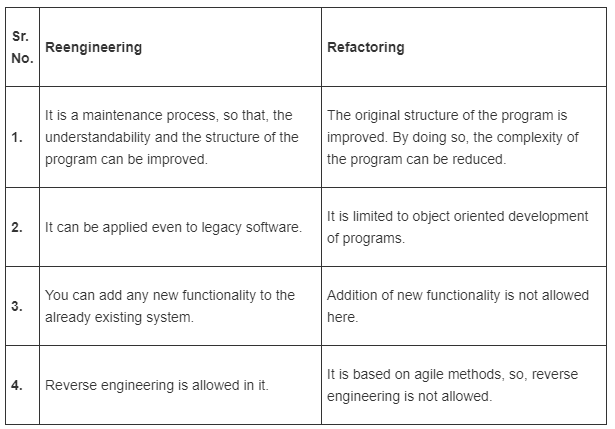 Sr.
No.
Reengineering
Refactoring
1.
It is a maintenance process, so that, the
understandability and the structure of the
program can be improved.
The original structure of the program is
improved. By doing so, the complexity of
the program can be reduced.
2.
It can be applied even to legacy software.
It is limited to object oriented development
of programs.
3.
You can add any new functionality to the
already existing system.
Addition of new functionality is not allowed
here.
4.
Reverse engineering is allowed in it.
It is based on agile methods, so, reverse
engineering is not allowed.